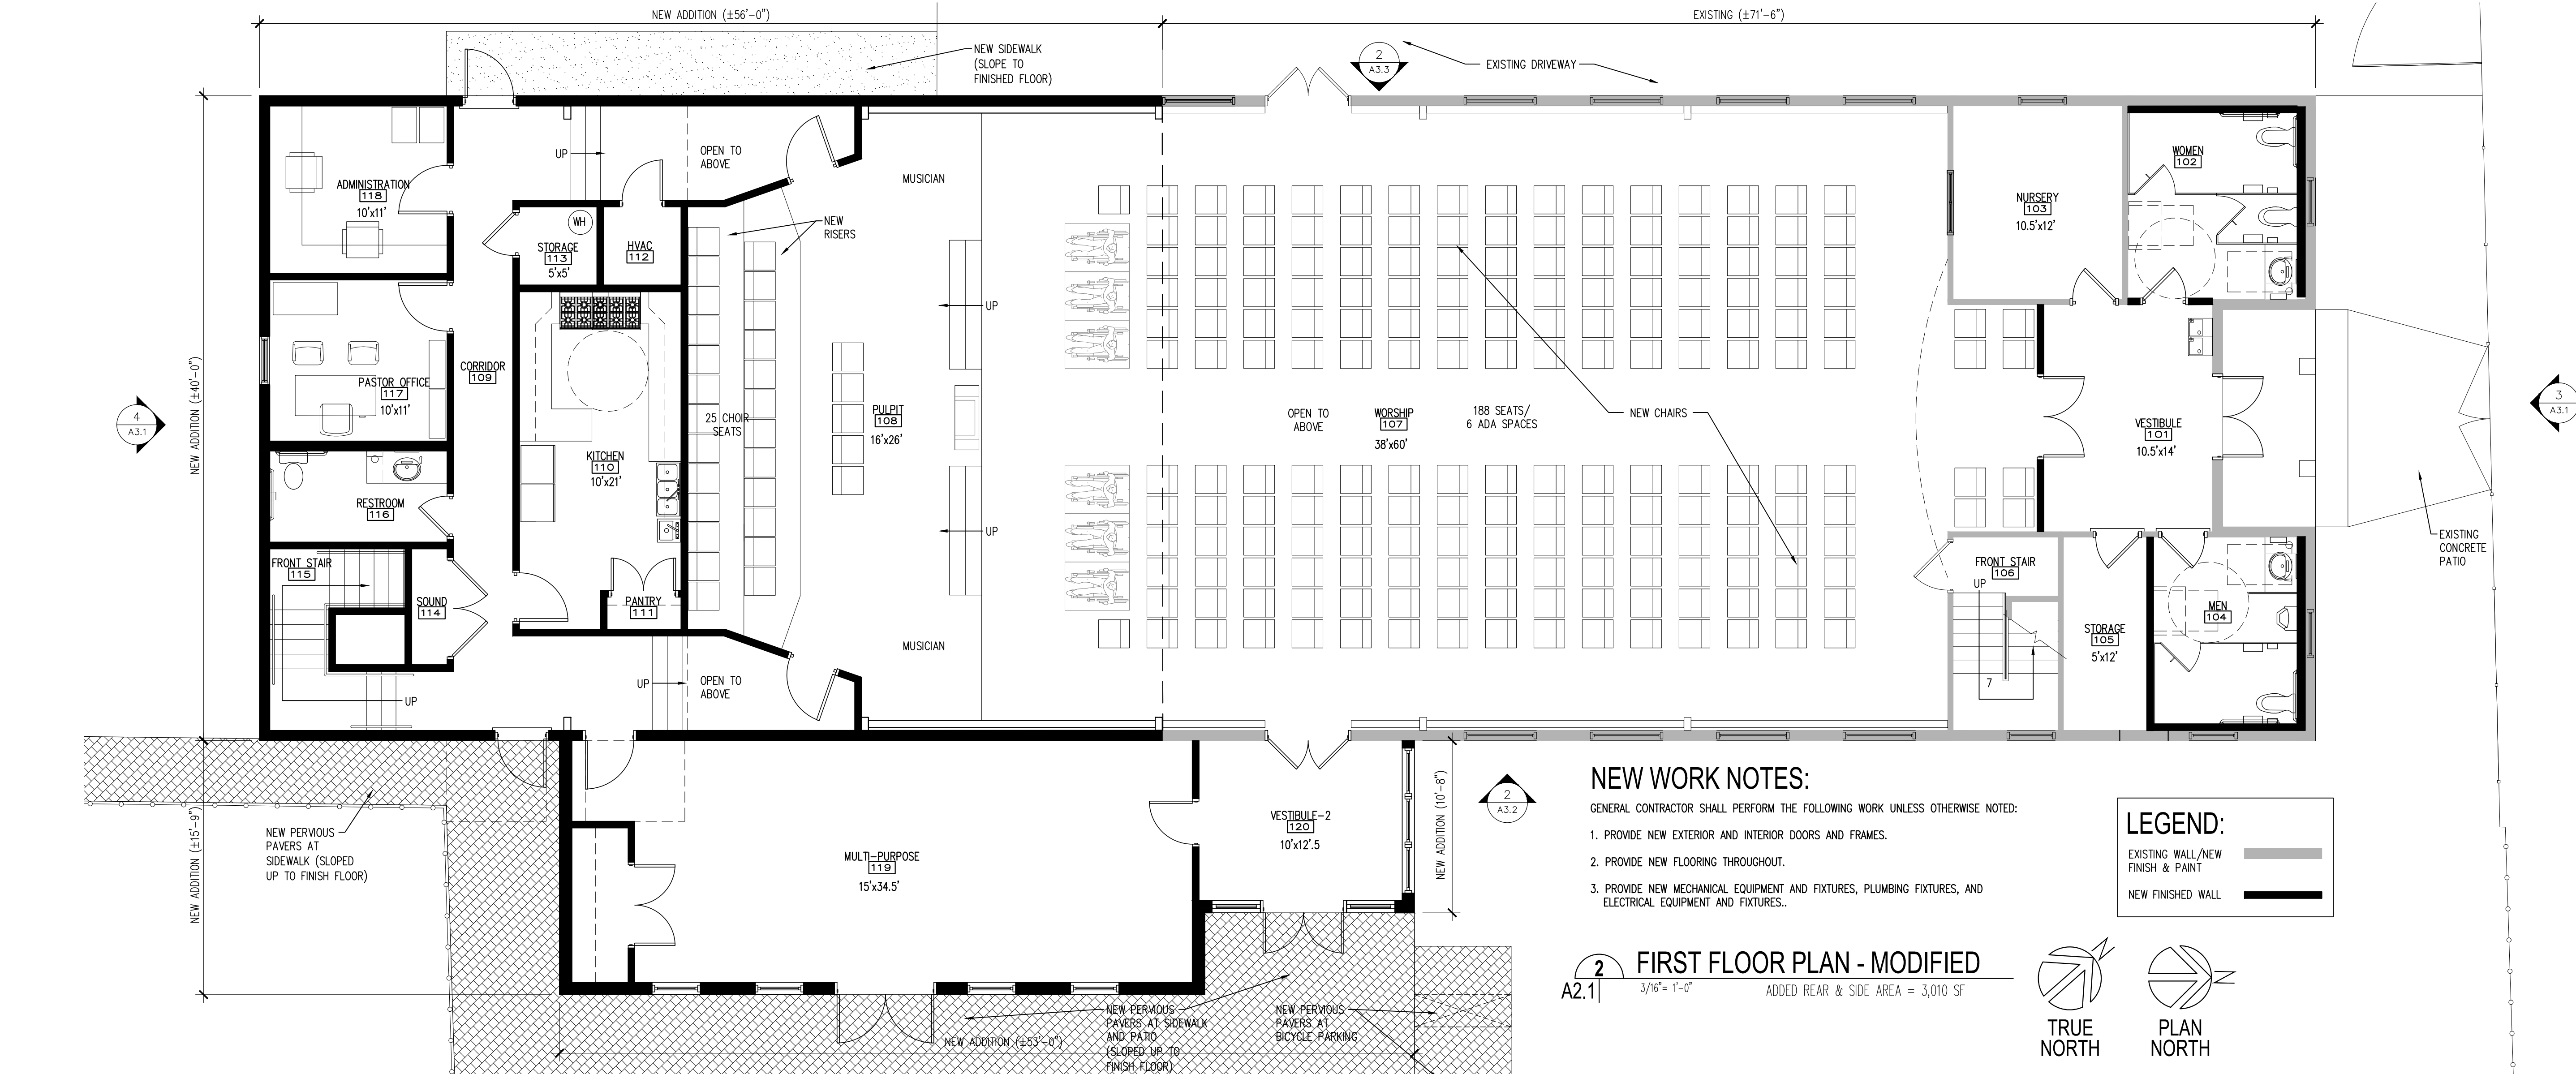 NEW ADDITION (±56'-0")
EXISTING (±71'-6")
NEW SIDEWALK
(SLOPE TO
FINISHED FLOOR)
2
A3.3
EXISTING DRIVEWAY
UP
OPEN TO
ABOVE
MUSICIAN
ADMINISTRATION
118
10'x11'
WH
STORAGE
113
5'x5'
HVAC
112
NEW
RISERS
WOMEN
102
NURSERY
103
10.5'x12'
UP
NEW ADDITION (±40'-0")
CORRIDOR
109
PASTOR OFFICE
117
10'x11'
4
A3.1
25 CHOIR
SEATS
PULPIT
108
16'x26'
OPEN TO
ABOVE
WORSHIP
107
38'x60'
188 SEATS/
6 ADA SPACES
NEW CHAIRS
VESTIBULE
101
10.5'x14'
3
A3.1
KITCHEN
110
10'x21'
RESTROOM
116
UP
EXISTING
CONCRETE
PATIO
FRONT STAIR
115
SOUND
114
PANTRY
111
FRONT STAIR
106
UP
7
STORAGE
105
5'x12'
MEN
104
MUSICIAN
UP
OPEN TO
ABOVE
UP
NEW PERVIOUS
PAVERS AT
SIDEWALK (SLOPED
UP TO FINISH FLOOR)
NEW ADDITION (±15'-9")
MULTI-PURPOSE
119
15'x34.5'
VESTIBULE-2
120
10'x12'.5
NEW ADDITION (10'-8")
2
A3.2
NEW WORK NOTES:
GENERAL CONTRACTOR SHALL PERFORM THE FOLLOWING WORK UNLESS OTHERWISE NOTED:
1. PROVIDE NEW EXTERIOR AND INTERIOR DOORS AND FRAMES.
2. PROVIDE NEW FLOORING THROUGHOUT.
3. PROVIDE NEW MECHANICAL EQUIPMENT AND FIXTURES, PLUMBING FIXTURES, AND
ELECTRICAL EQUIPMENT AND FIXTURES..
LEGEND:
EXISTING WALL/NEW
FINISH & PAINT
NEW FINISHED WALL
2
A2.1
FIRST FLOOR PLAN - MODIFIED
3/16"= 1'-0"
ADDED REAR & SIDE AREA = 3,010 SF
N
TRUE
NORTH
N
PLAN
NORTH
NEW PERVIOUS
PAVERS AT SIDEWALK
AND PATIO
(SLOPED UP TO
FINISH FLOOR)
NEW ADDITION (±53'-0")
NEW PERVIOUS
PAVERS AT
BICYCLE PARKING